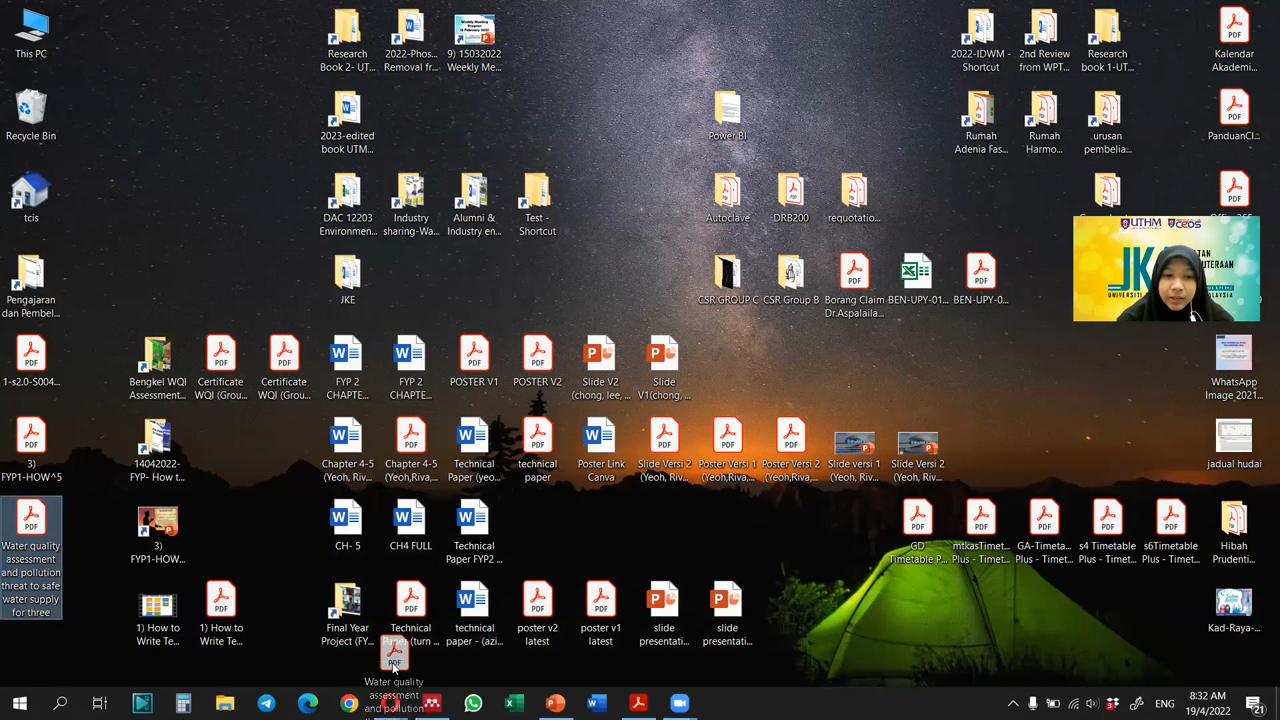 This PC
Research
Book 2- UT...
2022-Phos...
Removal fr...
9) 15032022
Weekly Me...
2022-IDWM -
Shortcut
2nd Review
from WPT...
Research
book 1-UT...
Kalendar
Akademi...
Recycle Bin
2023-edited
book UTM...
Power BI
Rumah
Adenia Fas...
Rumah
Harmo...
urusan
pembelia...
PanduanCl...
tcis
DAC 12203
Environmen...
Industry
sharing-Wa...
Alumni &
Industry en...
Test -
Shortcut
Autoclave
DRB200
requotatio...
UTHM
Pengajaran
dan Pembel...
JKE
CSR GROUP C
CSR Group B
Borang Claim
Dr.Aspalaila...
BEN-UPY-01...
BEN-UPY-0...
1-s2.0-S004...
Bengkel WQI
Assessment...
Certificate
WQI (Grou...
Certificate
WQI (Grou...
FYP 2
CHAPTE...
FYP 2
CHAPTE...
POSTER V1
POSTER V2
Slide V2
(chong, lee, ...
Slide
V1(chong, ...
WhatsApp
Image 2021...
3)
FYP1-HOW^5
14042022-
FYP- How t...
Chapter 4-5
(Yeoh, Riv...
Chapter 4-5
(Yeoh,Riva,...
Technical
Paper (yeo...
technical
paper
Poster Link
Canva
Slide Versi 2
(Yeoh, Riv...
Poster Versi 1
(Yeoh,Riva,...
Poster Versi 2
(Yeoh,Riva,...
Slide versi 1
(Yeoh, Riv...
Slide Versi 2
(Yeoh, Riv...
jadual hudai
Water quality
assessment
and pollution
threat to safe
water supply
for three
3)
FYP1-HOW...
CH- 5
CH4 FULL
Technical
Paper FYP2 ...
GD
Timetable P...
mtkasTimet...
Plus - Timet...
GA-Timeta...
Plus - Timet...
s4 Timetable
Plus - Timet...
s6Timetable
Plus - Timet...
Hibah
Prudenti...
1) How to
Write Te...
1) How to
Write Te...
Final Year
Project (FY...
Technical
Paper (turn ...
technical
paper - (azi...
poster v2
latest
poster v1
latest
slide
presentati...
slide
presentati...
Kad-Raya-...
Water quality
assessment
and pollution
ENG
8:32 AM
19/4/2022
21